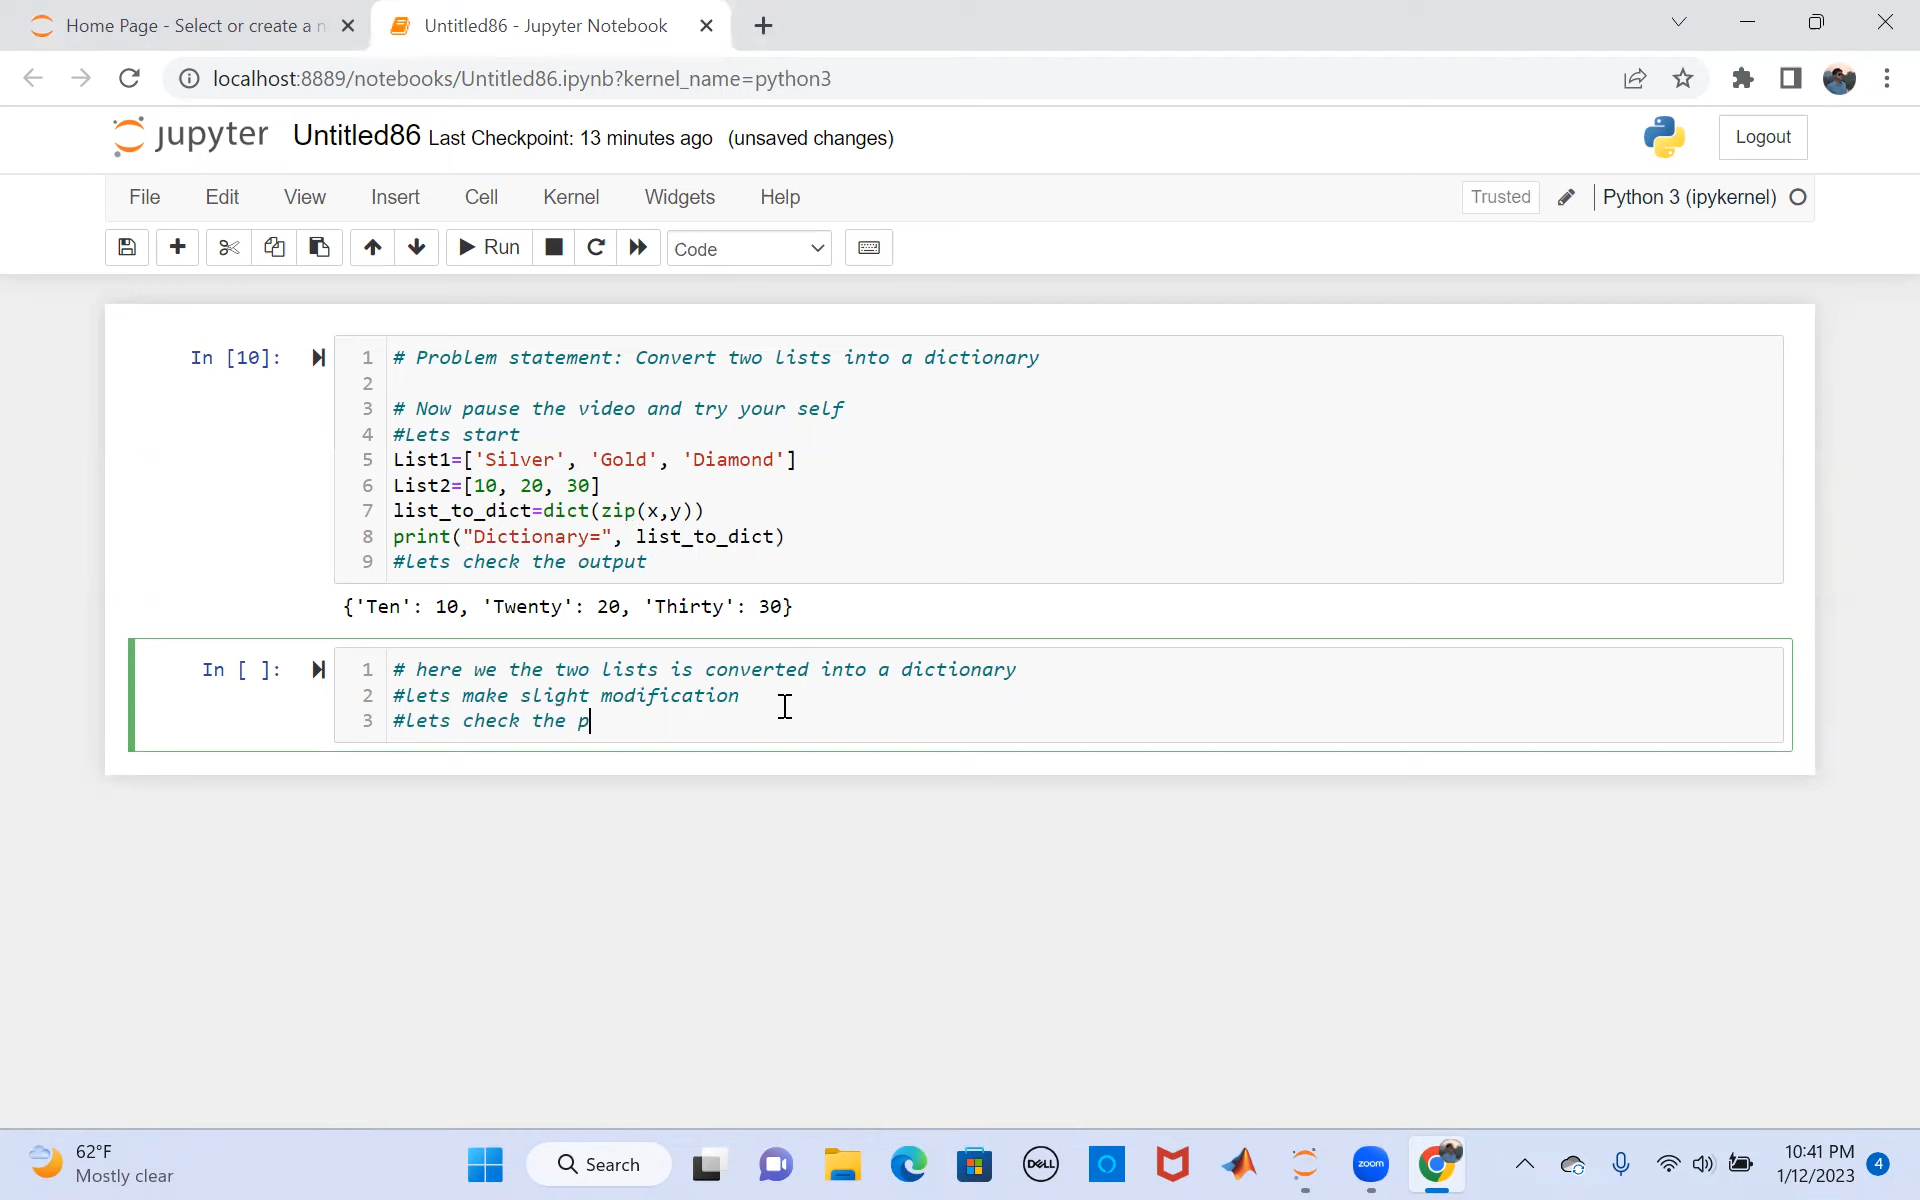 Home Page - Select or create a n
Untitled86 - Jupyter Notebook
localhost:8889/notebooks/Untitled86.ipynb?kernel_name=python3
jupyter Untitled86 Last Checkpoint: 13 minutes ago (unsaved changes)
Logout
File Edit View Insert Cell Kernel Widgets Help
Trusted Python 3 (ipykernel)
Run Code
In [10]:
1 # Problem statement: Convert two lists into a dictionary
2
3 # Now pause the video and try your self
4 #Lets start
5 List1=['Silver', 'Gold', 'Diamond']
6 List2=[10, 20, 30]
7 list_to_dict=dict(zip(x,y))
8 print("Dictionary=", list_to_dict)
9 #lets check the output
{'Ten': 10, 'Twenty': 20, 'Thirty': 30}
In [ ]:
1 # here we the two lists is converted into a dictionary
2 #lets make slight modification
3 #lets check the p
62°F
Mostly clear
Search
DELL
zoom
10:41 PM
1/12/2023
4